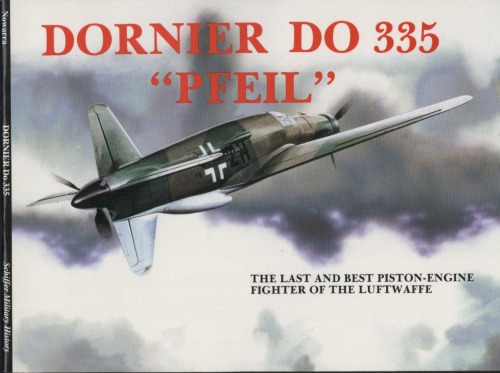 DORNIER DO 335
"PFEIL"
THE LAST AND BEST PISTON-ENGINE
FIGHTER OF THE LUFTWAFFE
Nowarra
DORNIER Do 335
Schiffer Military History